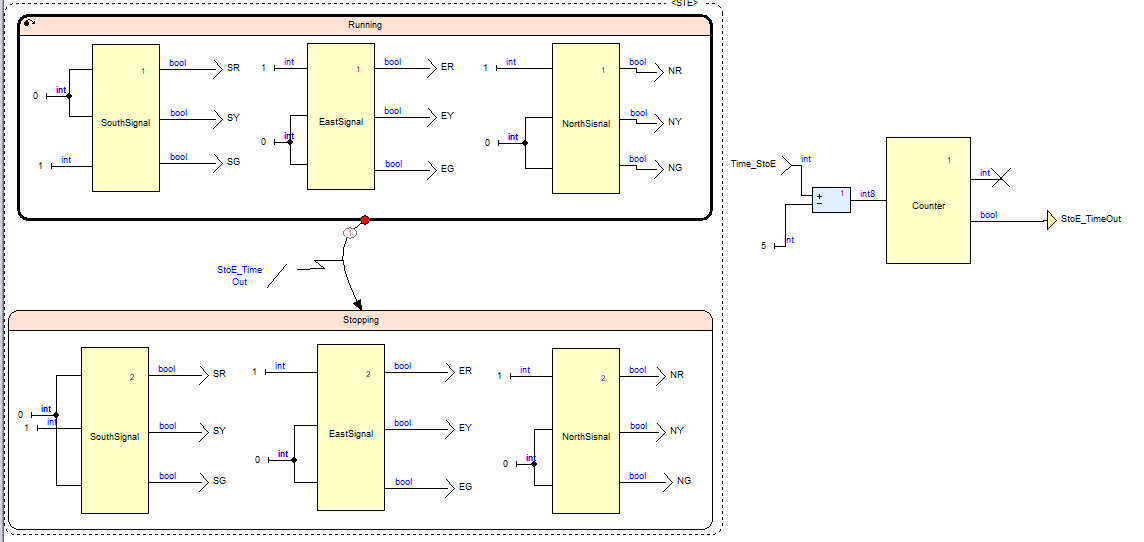 <STE>
Running
0
int
1
int
1
SouthSignal
bool
SR
bool
SY
bool
SG
1
int
0
int
1
EastSignal
bool
ER
bool
EY
bool
EG
1
int
0
int
1
NorthSisnal
bool
NR
bool
NY
bool
NG
1
StoE_Time
Out
Time_StoE
int
5
int
+
−
1
int8
1
Counter
int
bool
StoE_TimeOut
Stopping
0
int
1
int
2
SouthSignal
bool
SR
bool
SY
bool
SG
1
int
0
int
2
EastSignal
bool
ER
bool
EY
bool
EG
1
int
0
int
2
NorthSisnal
bool
NR
bool
NY
bool
NG